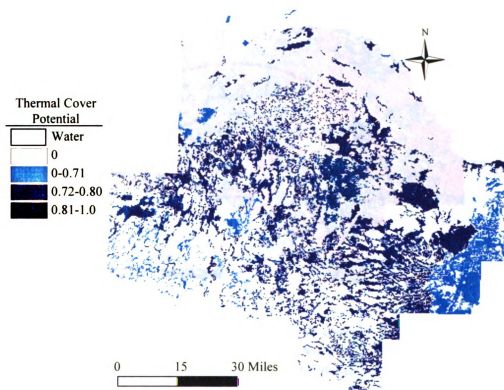 N
Thermal Cover
Potential
Water
0
0-0.71
0.72-0.80
0.81-1.0
0 15 30 Miles